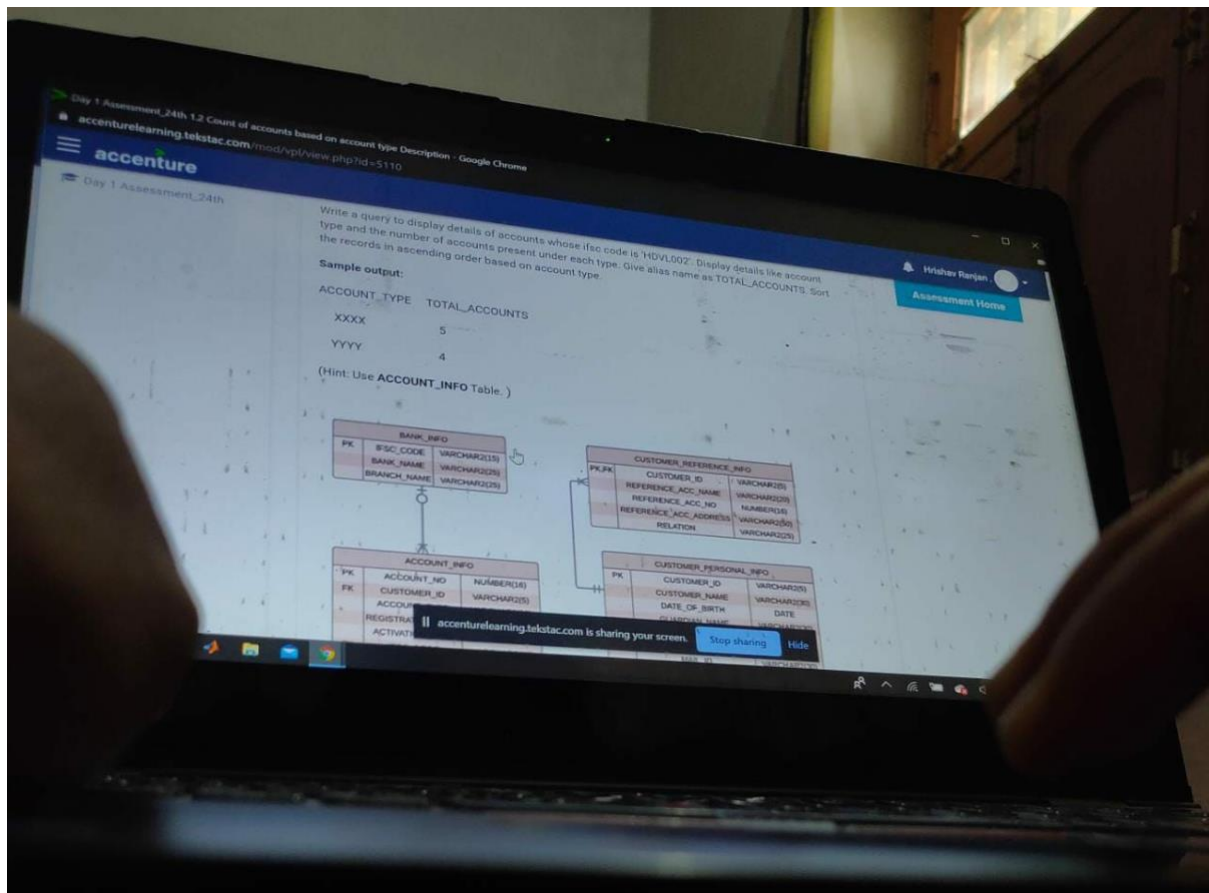 Day 1 Assessment_24th 1.2 Count of accounts based on account type Description - Google Chrome
accenturelearning.tekstac.com/mod/vpl/view.php?id=5110
accenture
Hrishav Ranjan
Day 1 Assessment_24th
Assessment Home
Write a query to display details of accounts whose ifsc code is 'HDVL002'. Display details like account
type and the number of accounts present under each type. Give alias name as TOTAL_ACCOUNTS. Sort
the records in ascending order based on account type.
Sample output:
ACCOUNT_TYPE TOTAL_ACCOUNTS
XXXX 5
YYYY 4
(Hint: Use ACCOUNT_INFO Table. )
BANK_INFO
PK IFSC_CODE VARCHAR2(15)
BANK_NAME VARCHAR2(25)
BRANCH_NAME VARCHAR2(25)
CUSTOMER_REFERENCE_INFO
PK,FK CUSTOMER_ID VARCHAR2(5)
REFERENCE_ACC_NAME VARCHAR2(20)
REFERENCE_ACC_NO NUMBER(16)
REFERENCE_ACC_ADDRESS VARCHAR2(50)
RELATION VARCHAR2(25)
ACCOUNT_INFO
PK ACCOUNT_NO NUMBER(16)
FK CUSTOMER_ID VARCHAR2(5)
ACCOU
REGISTRAT
ACTIVATI
CUSTOMER_PERSONAL_INFO
PK CUSTOMER_ID VARCHAR2(5)
CUSTOMER_NAME VARCHAR2(30)
DATE_OF_BIRTH DATE
GUARDIAN_NAME
MAIL_ID
accenturelearning.tekstac.com is sharing your screen. Stop sharing Hide